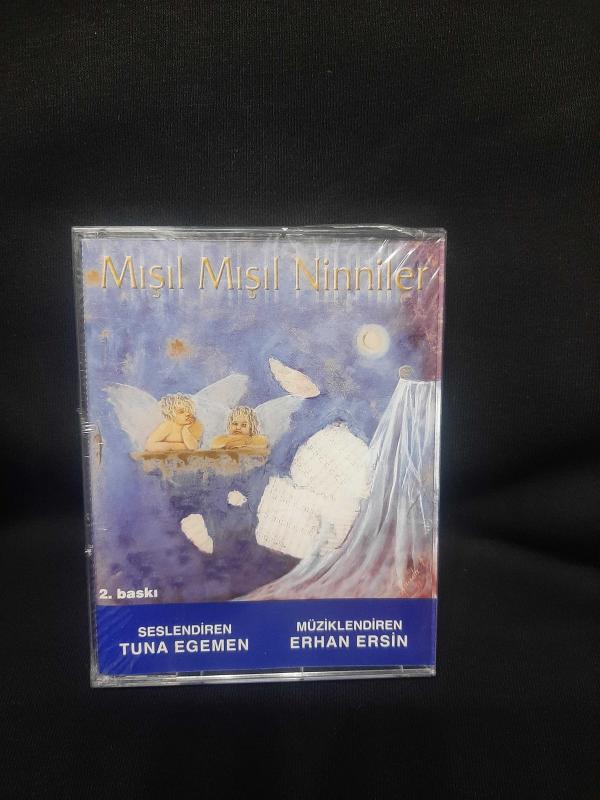 Mışıl Mışıl Ninniler
2. baskı
SESLENDİREN
TUNA EGEMEN
MÜZİKLENDİREN
ERHAN ERSİN